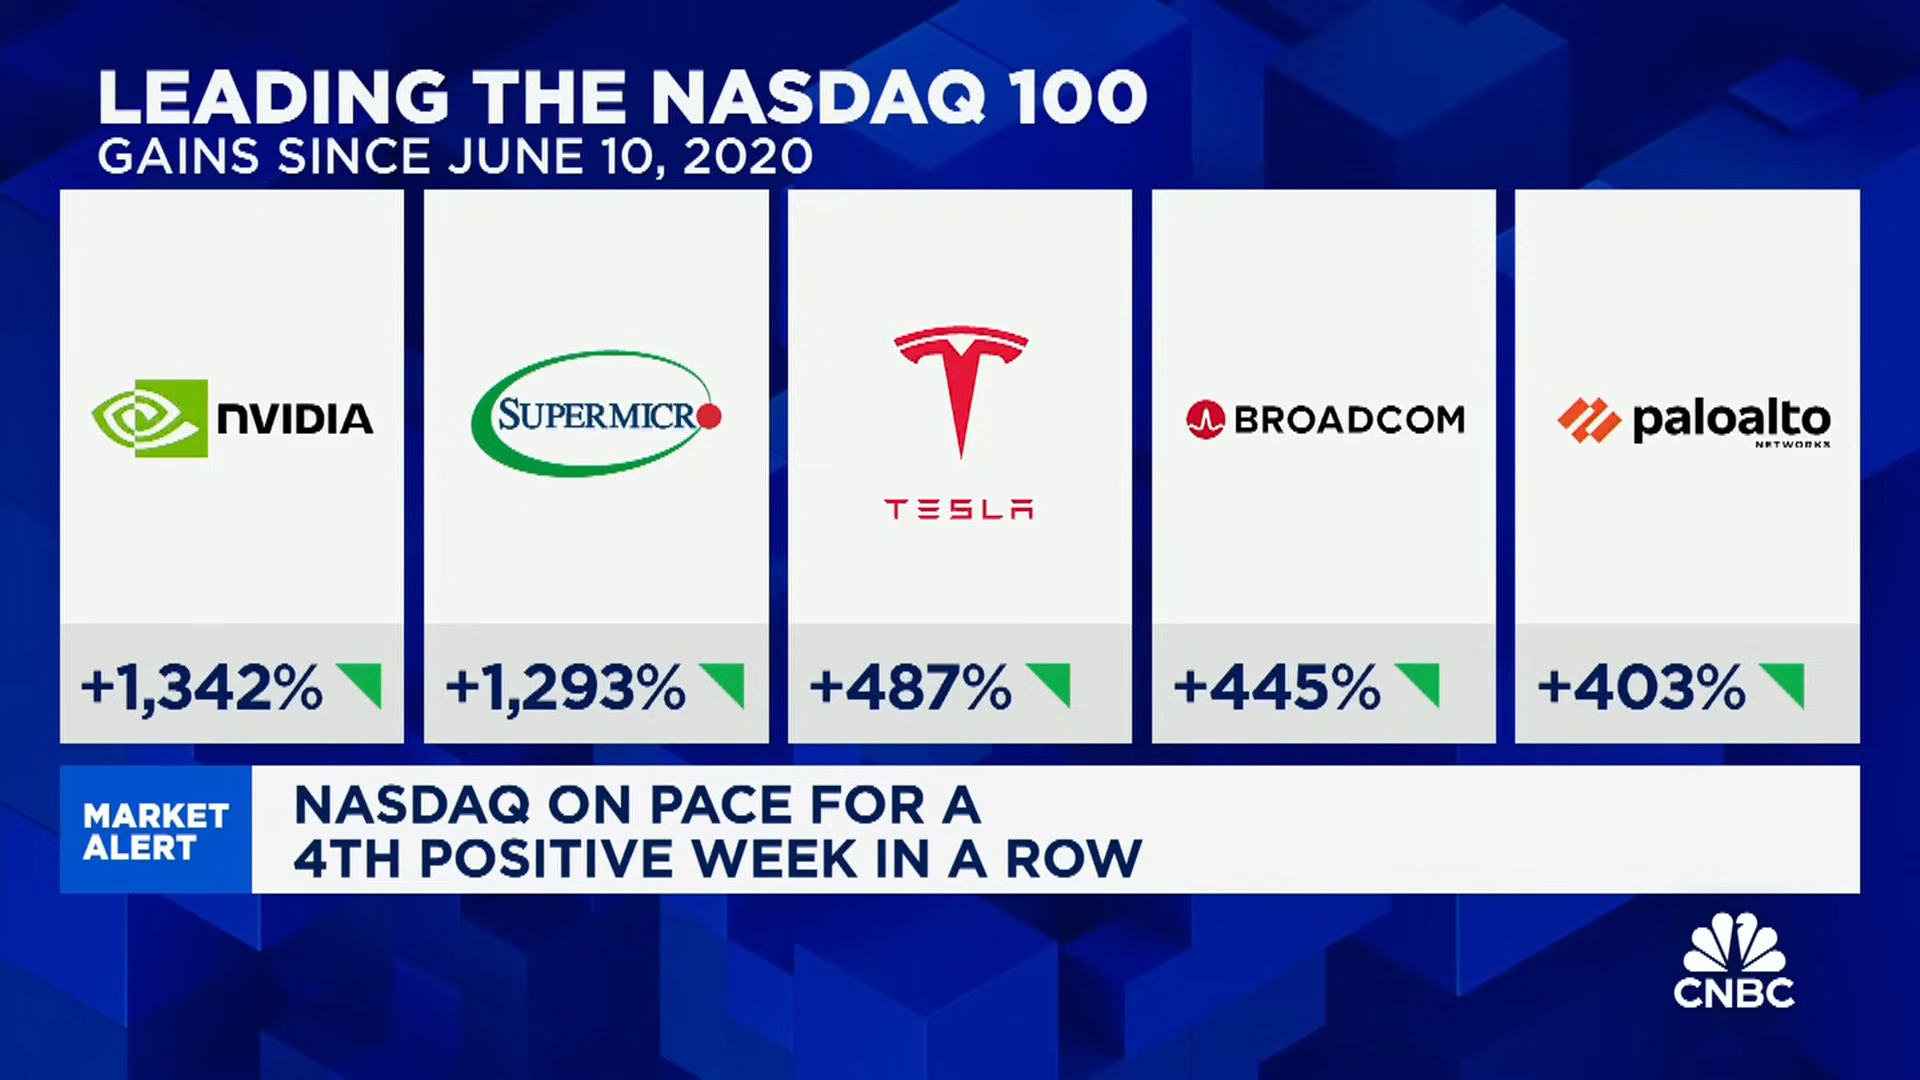 LEADING THE NASDAQ 100
GAINS SINCE JUNE 10, 2020
NVIDIA
SUPERMICR
TESLA
BROADCOM
paloalto
NETWORKS
+1,342%
+1,293%
+487%
+445%
+403%
MARKET
ALERT
NASDAQ ON PACE FOR A
4TH POSITIVE WEEK IN A ROW
CNBC